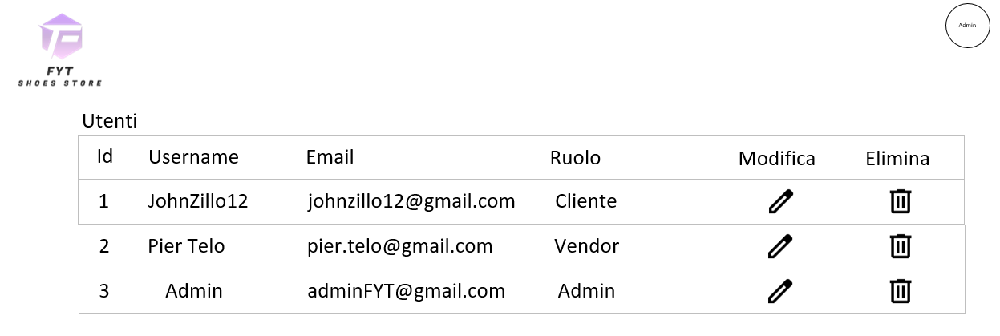 FYT
SHOES STORE
Admin
Utenti
Id Username Email Ruolo Modifica Elimina
1 JohnZillo12 johnzillo12@gmail.com Cliente
2 Pier Telo pier.telo@gmail.com Vendor
3 Admin adminFYT@gmail.com Admin